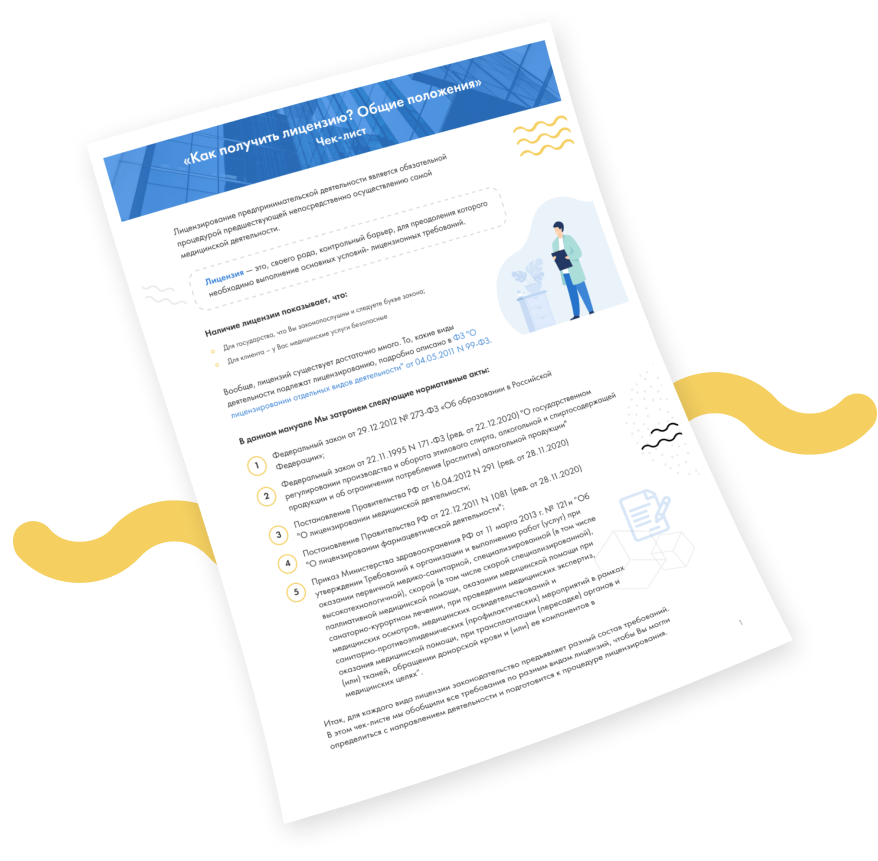 «Как получить лицензию? Общие положения»
Чек-лист
Лицензирование предпринимательской деятельности является обязательной
процедурой предшествующей непосредственно осуществлению самой
медицинской деятельности.
Лицензия — это, своего рода, контрольный барьер, для преодоления которого
необходимо выполнение основных условий- лицензионных требований.
Наличие лицензии показывает, что:
Для государства, что Вы законопослушны и следуете букве закона;
Для клиента – у Вас медицинские услуги безопасные
Вообще, лицензий существует достаточно много. То, какие виды
деятельности подлежат лицензированию, подробно описано в ФЗ "О
лицензировании отдельных видов деятельности" от 04.05.2011 N 99-ФЗ.
В данном мануале Мы затронем следующие нормативные акты:
1 Федеральный закон от 29.12.2012 № 273-ФЗ «Об образовании в Российской
Федерации»;
2 Федеральный закон от 22.11.1995 N 171-ФЗ (ред. от 22.12.2020) "О государственном
регулировании производства и оборота этилового спирта, алкогольной и спиртосодержащей
продукции и об ограничении потребления (распития) алкогольной продукции"
3 Постановление Правительства РФ от 16.04.2012 N 291 (ред. от 28.11.2020)
"О лицензировании медицинской деятельности;
4 Постановление Правительства РФ от 22.12.2011 N 1081 (ред. от 28.11.2020)
"О лицензировании фармацевтической деятельности";
5 Приказ Министерства здравоохранения РФ от 11 марта 2013 г. № 121н "Об
утверждении Требований к организации и выполнению работ (услуг) при
оказании первичной медико-санитарной, специализированной (в том числе
высокотехнологичной), скорой (в том числе скорой специализированной),
паллиативной медицинской помощи, оказании медицинской помощи при
санаторно-курортном лечении, при проведении медицинских экспертиз,
медицинских осмотров, медицинских освидетельствований и
санитарно-противоэпидемических (профилактических) мероприятий в рамках
оказания медицинской помощи, при трансплантации (пересадке) органов и
(или) тканей, обращении донорской крови и (или) ее компонентов в
медицинских целях" .
Итак, для каждого вида лицензии законодательство предъявляет разный состав требований.
В этом чек-листе мы обобщили все требования по разным видам лицензий, чтобы Вы могли
определиться с направлением деятельности и подготовится к процедуре лицензирования.
1